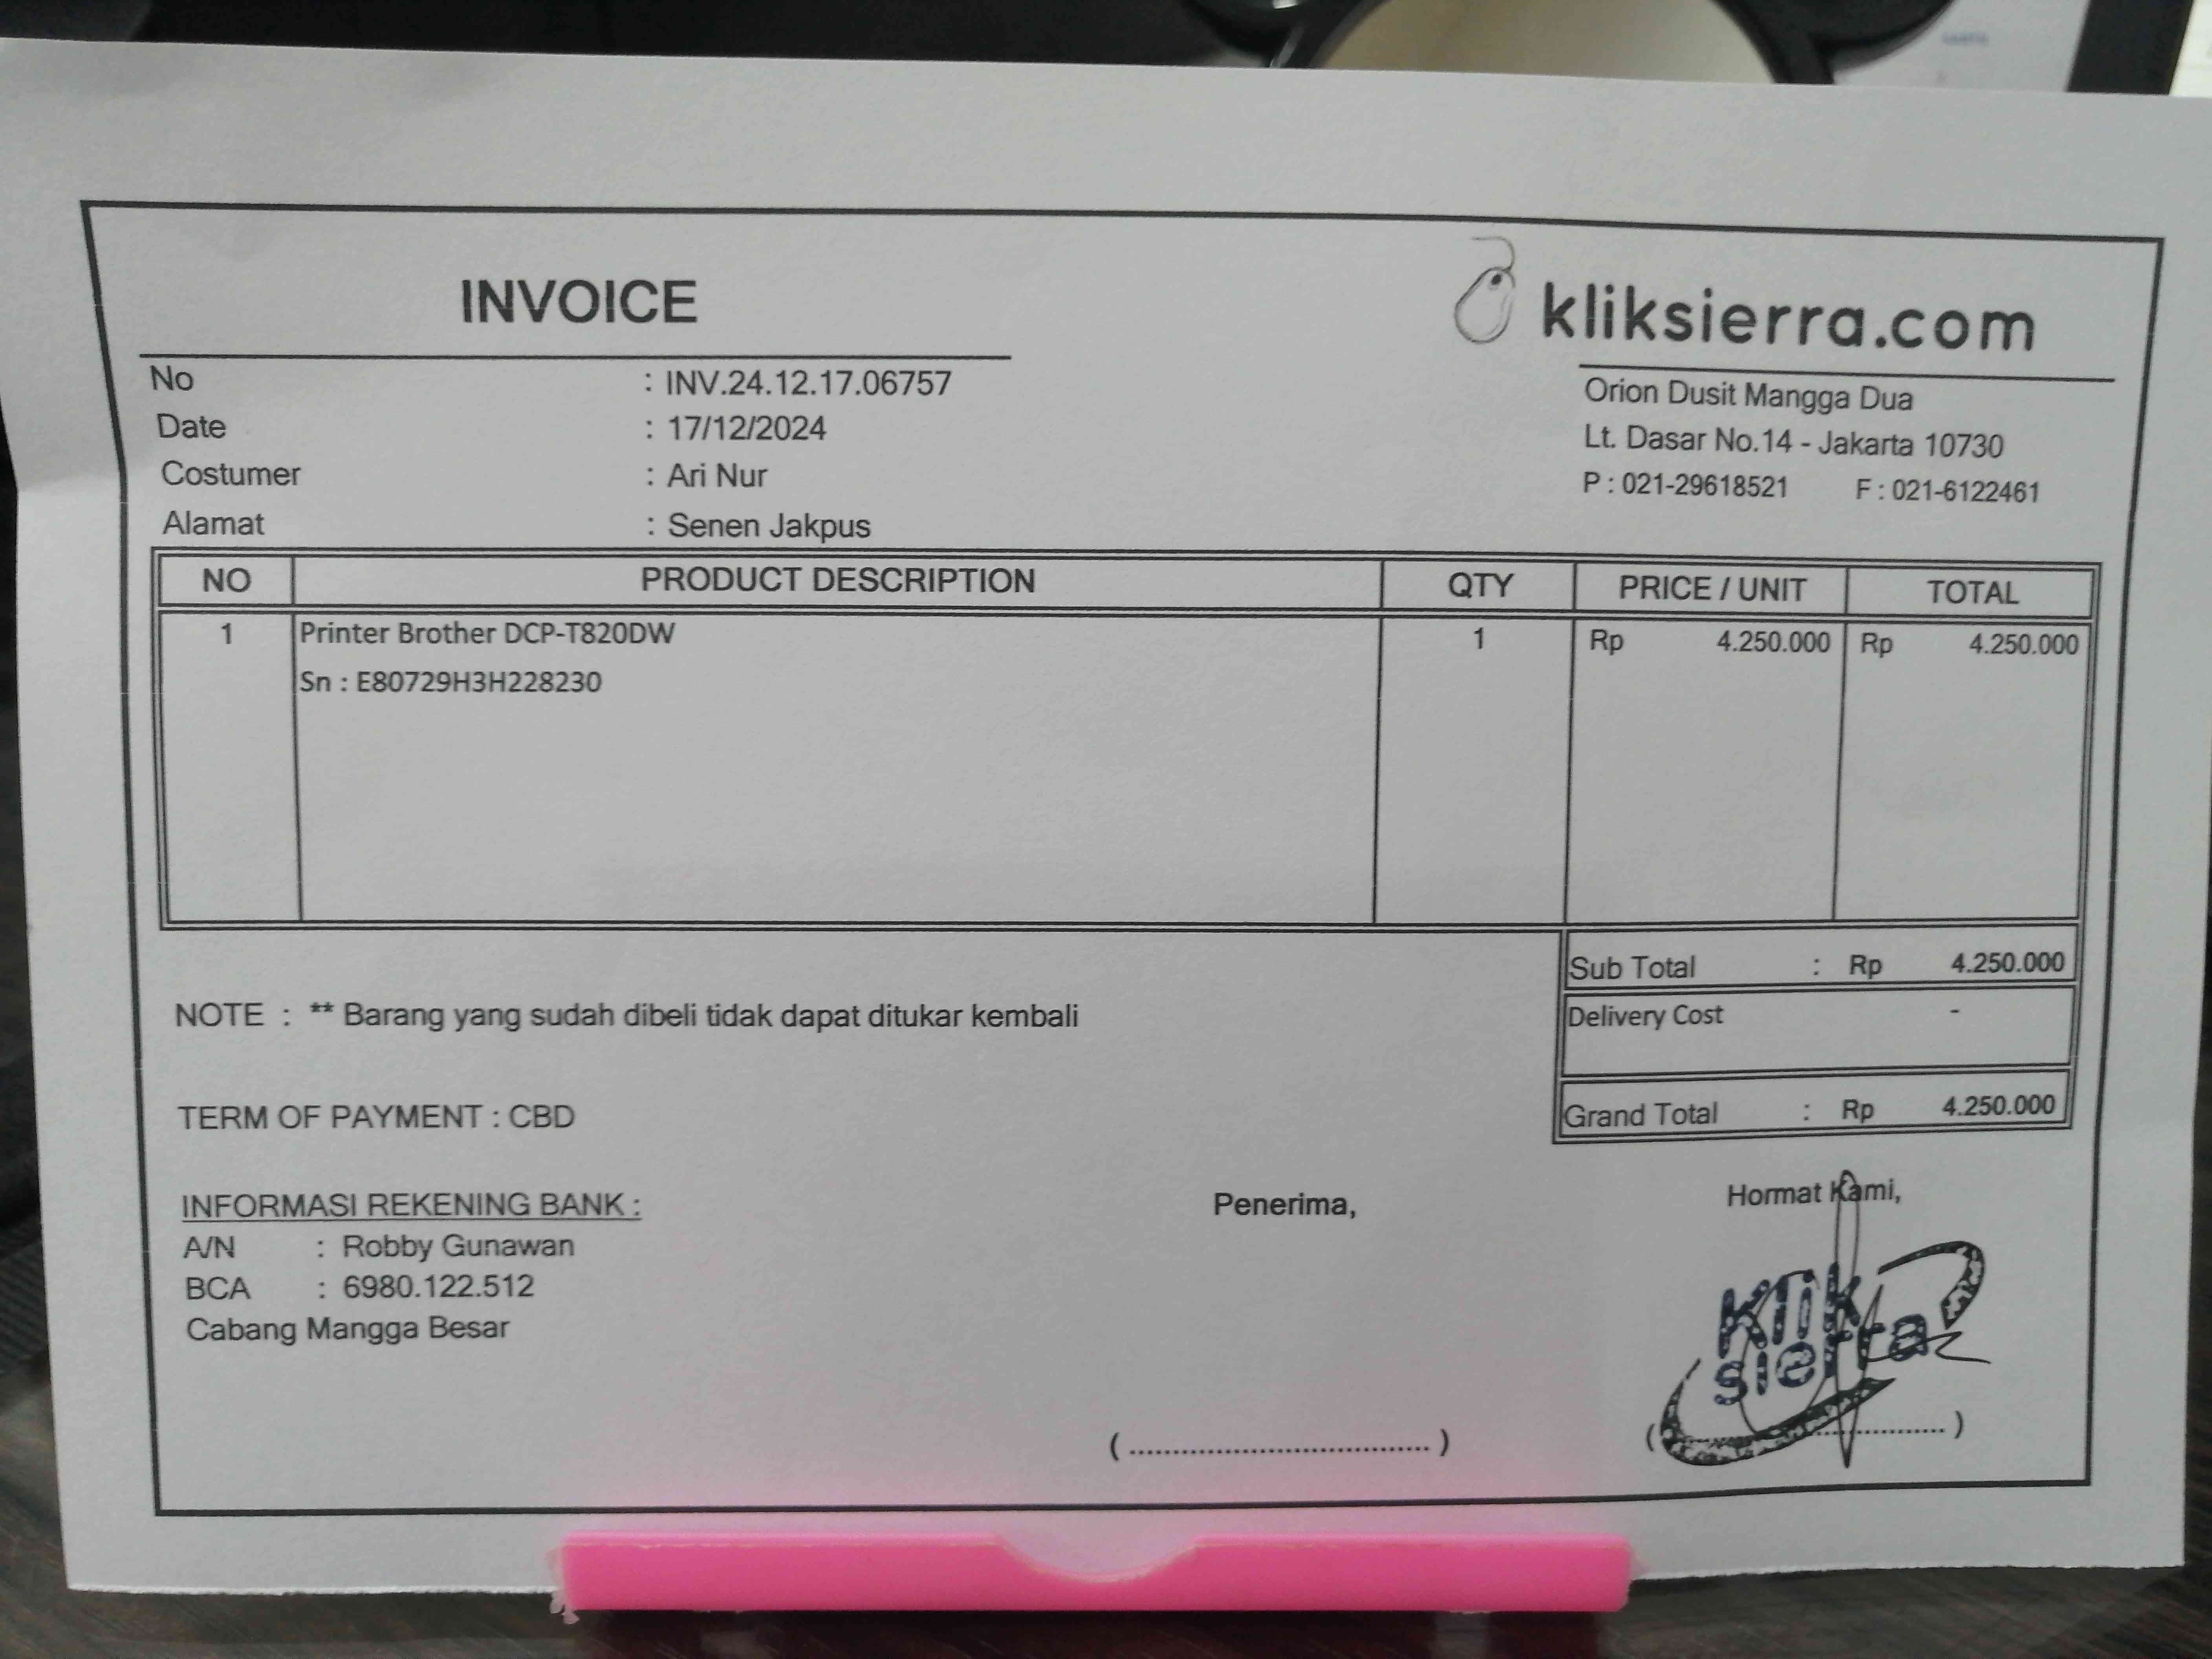 INVOICE
kliksierra.com
No : INV.24.12.17.06757
Date : 17/12/2024
Costumer : Ari Nur
Alamat : Senen Jakpus
Orion Dusit Mangga Dua
Lt. Dasar No.14 - Jakarta 10730
P : 021-29618521 F : 021-6122461
NO PRODUCT DESCRIPTION QTY PRICE / UNIT TOTAL
1 Printer Brother DCP-T820DW 1 Rp 4.250.000 Rp 4.250.000
Sn : E80729H3H228230
Sub Total : Rp 4.250.000
Delivery Cost -
Grand Total : Rp 4.250.000
NOTE : ** Barang yang sudah dibeli tidak dapat ditukar kembali
TERM OF PAYMENT : CBD
INFORMASI REKENING BANK :
A/N : Robby Gunawan
BCA : 6980.122.512
Cabang Mangga Besar
Penerima,
(....................................)
Hormat Kami,
Klik
sierra
(....................................)